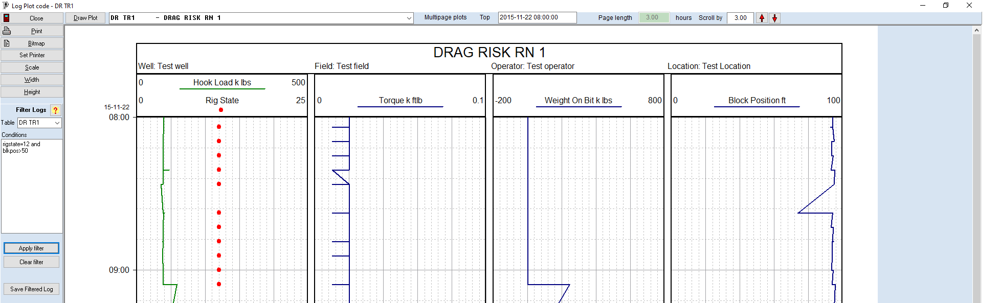 Log Plot code - DR TR1
Close
Draw Plot
DR TR1 - DRAG RISK RN 1
Multipage plots
Top
2015-11-22 08:00:00
Page length
3.00
hours
Scroll by
3.00
Print
Bitmap
Set Printer
Scale
Width
Height
Filter Logs
?
Table
DR TR1
Conditions
rigstate=12 and
blkpos>50
Apply filter
Clear filter
Save Filtered Log
DRAG RISK RN 1
Well: Test well
Field: Test field
Operator: Test operator
Location: Test Location
0 Hook Load k lbs 500
0 Rig State 25
0 Torque k ftlb 0.1
-200 Weight On Bit k lbs 800
0 Block Position ft 100
15-11-22
08:00
09:00